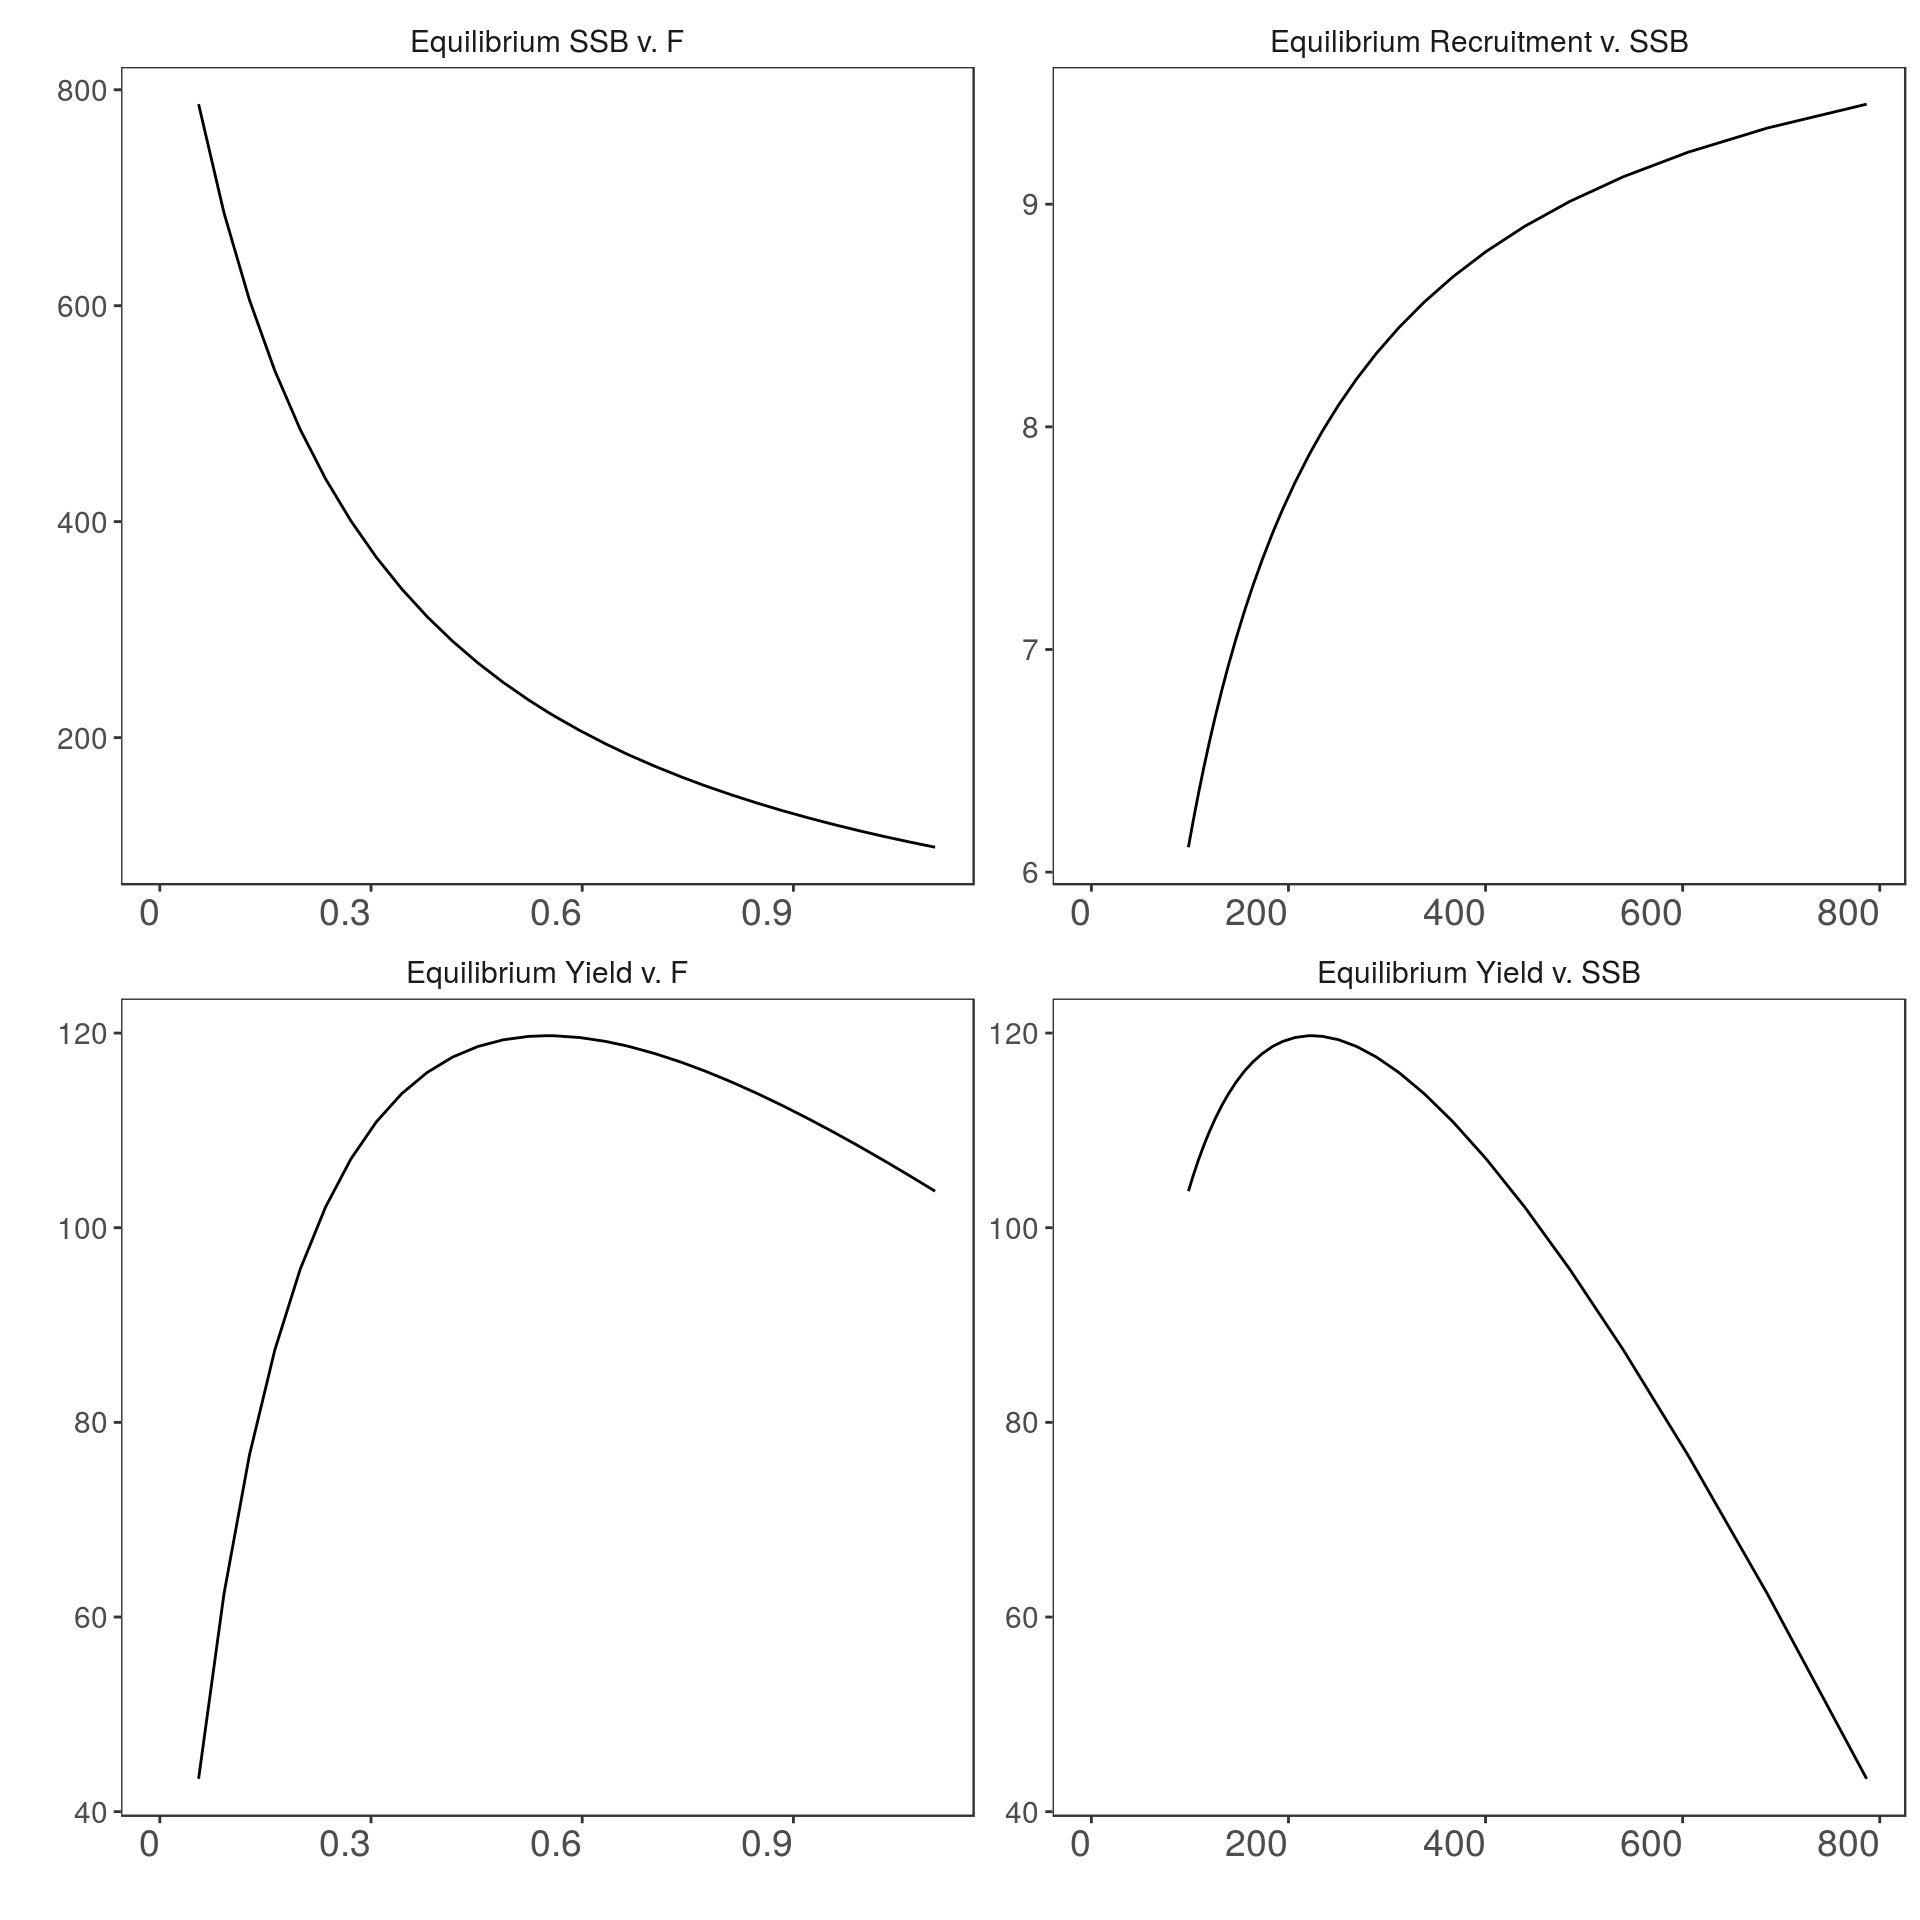 Equilibrium SSB v. F
800
600
400
200
0 0.3 0.6 0.9
Equilibrium Recruitment v. SSB
9
8
7
6
0 200 400 600 800
Equilibrium Yield v. F
120
100
80
60
40
0 0.3 0.6 0.9
Equilibrium Yield v. SSB
120
100
80
60
40
0 200 400 600 800